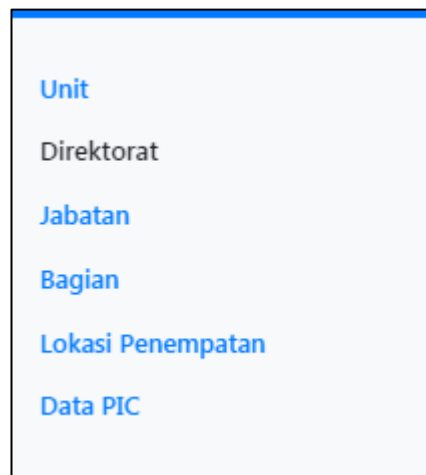 Unit
Direktorat
Jabatan
Bagian
Lokasi Penempatan
Data PIC